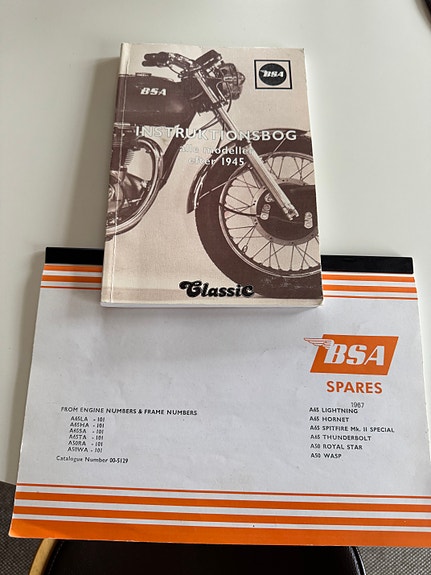 BSA
BSA
INSTRUKTIONSBOG
modeller
efter 1945
Classic
BSA
SPARES
1967
FROM ENGINE NUMBERS & FRAME NUMBERS
A65LA - 101
A65HA - 101
A65SA - 101
A65TA - 101
A50RA - 101
A50WA - 101
Catalogue Number 00-5129
A65 LIGHTNING
A65 HORNET
A65 SPITFIRE Mk. II SPECIAL
A65 THUNDERBOLT
A50 ROYAL STAR
A50 WASP